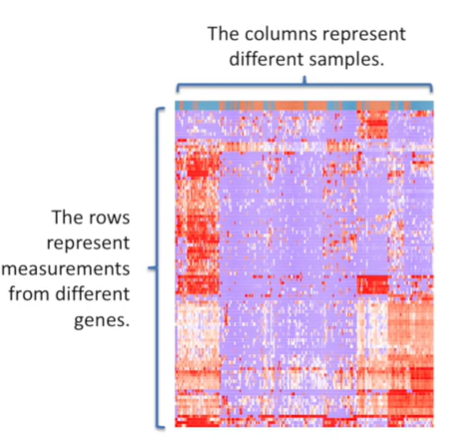 The columns represent
different samples.
The rows
represent
measurements
from different
genes.